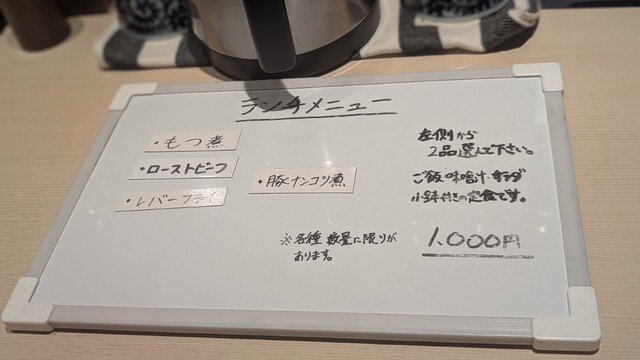 ランチメニュー
・もつ煮
・ローストビーフ
・レバーフライ
・豚ナンコツ煮
左側から
2品選んで下さい。
ご飯・味噌汁・サラダ
小鉢付きの定食です。
1,000円
※各種 数量に限りが
あります。